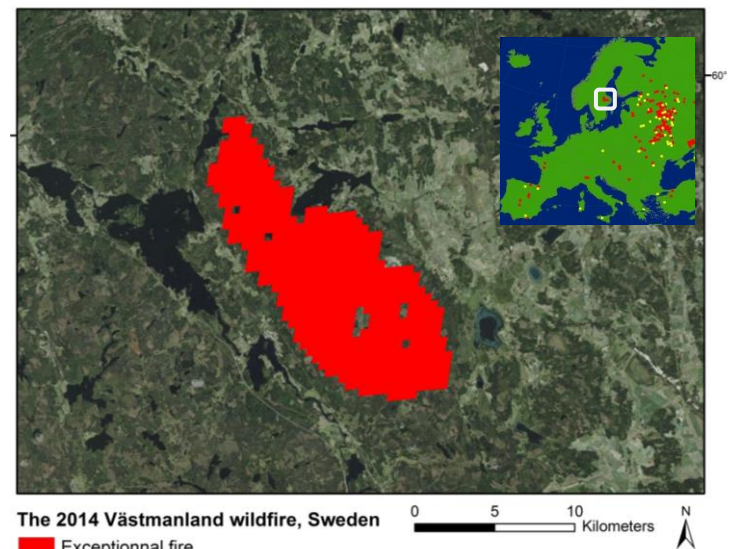 60°
The 2014 Västmanland wildfire, Sweden
0 5 10
Kilometers
N
Exceptionnal fire